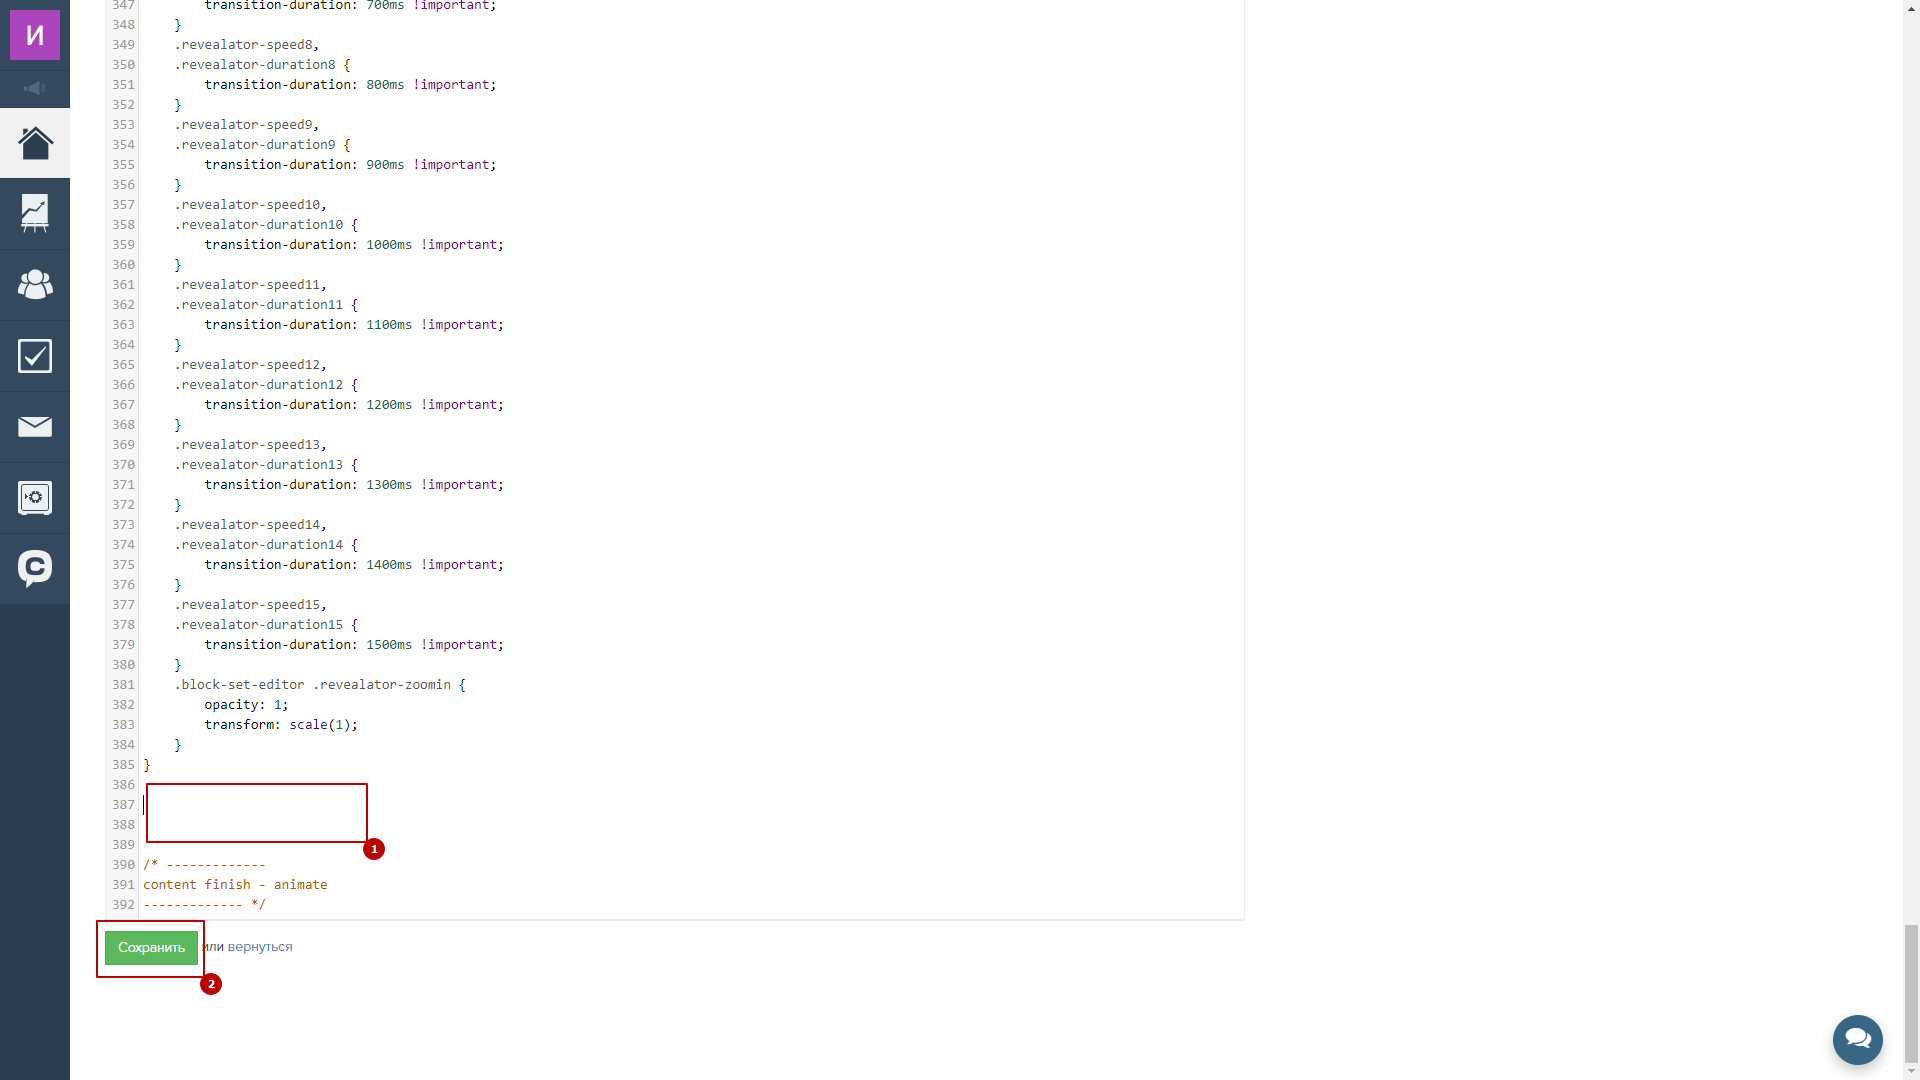 И
347 transition-duration: 700ms !important;
348 }
349 .revealator-speed8,
350 .revealator-duration8 {
351 transition-duration: 800ms !important;
352 }
353 .revealator-speed9,
354 .revealator-duration9 {
355 transition-duration: 900ms !important;
356 }
357 .revealator-speed10,
358 .revealator-duration10 {
359 transition-duration: 1000ms !important;
360 }
361 .revealator-speed11,
362 .revealator-duration11 {
363 transition-duration: 1100ms !important;
364 }
365 .revealator-speed12,
366 .revealator-duration12 {
367 transition-duration: 1200ms !important;
368 }
369 .revealator-speed13,
370 .revealator-duration13 {
371 transition-duration: 1300ms !important;
372 }
373 .revealator-speed14,
374 .revealator-duration14 {
375 transition-duration: 1400ms !important;
376 }
377 .revealator-speed15,
378 .revealator-duration15 {
379 transition-duration: 1500ms !important;
380 }
381 .block-set-editor .revealator-zoomin {
382 opacity: 1;
383 transform: scale(1);
384 }
385 }
386
387
388
389
1
390 /* -------------
391 content finish - animate
392 ------------- */
Сохранить или вернуться
2